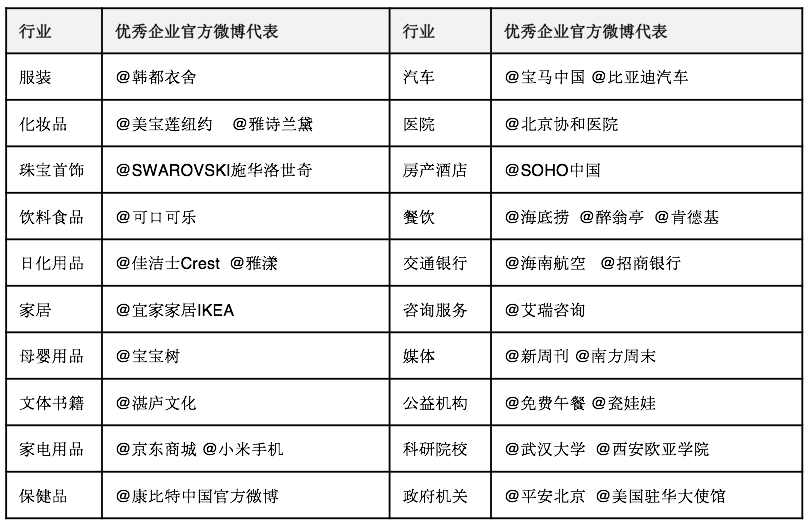 行业 优秀企业官方微博代表 行业 优秀企业官方微博代表
服装 @韩都衣舍 汽车 @宝马中国 @比亚迪汽车
化妆品 @美宝莲纽约 @雅诗兰黛 医院 @北京协和医院
珠宝首饰 @SWAROVSKI施华洛世奇 房产酒店 @SOHO中国
饮料食品 @可口可乐 餐饮 @海底捞 @醉翁亭 @肯德基
日化用品 @佳洁士Crest @雅漾 交通银行 @海南航空 @招商银行
家居 @宜家家居IKEA 咨询服务 @艾瑞咨询
母婴用品 @宝宝树 媒体 @新周刊 @南方周末
文体书籍 @湛庐文化 公益机构 @免费午餐 @瓷娃娃
家电用品 @京东商城 @小米手机 科研院校 @武汉大学 @西安欧亚学院
保健品 @康比特中国官方微博 政府机关 @平安北京 @美国驻华大使馆